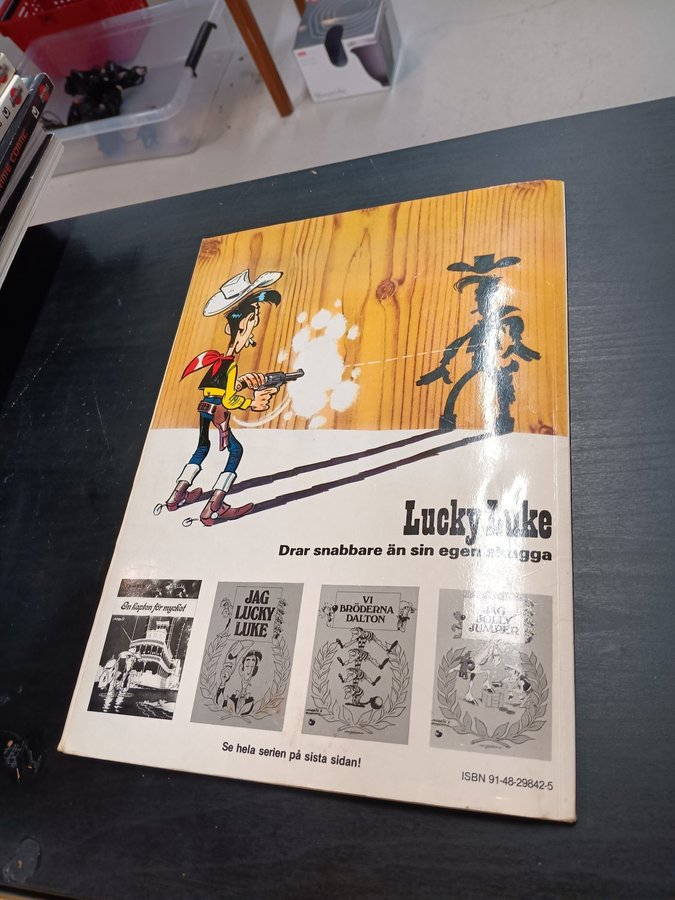 Lucky Luke
Drar snabbare än sin egen skugga
En kapten för mycket
JAG
LUCKY
LUKE
VI
BRÖDERNA
DALTON
JAG
JOLLY
JUMPER
Se hela serien på sista sidan!
ISBN 91-48-29842-5